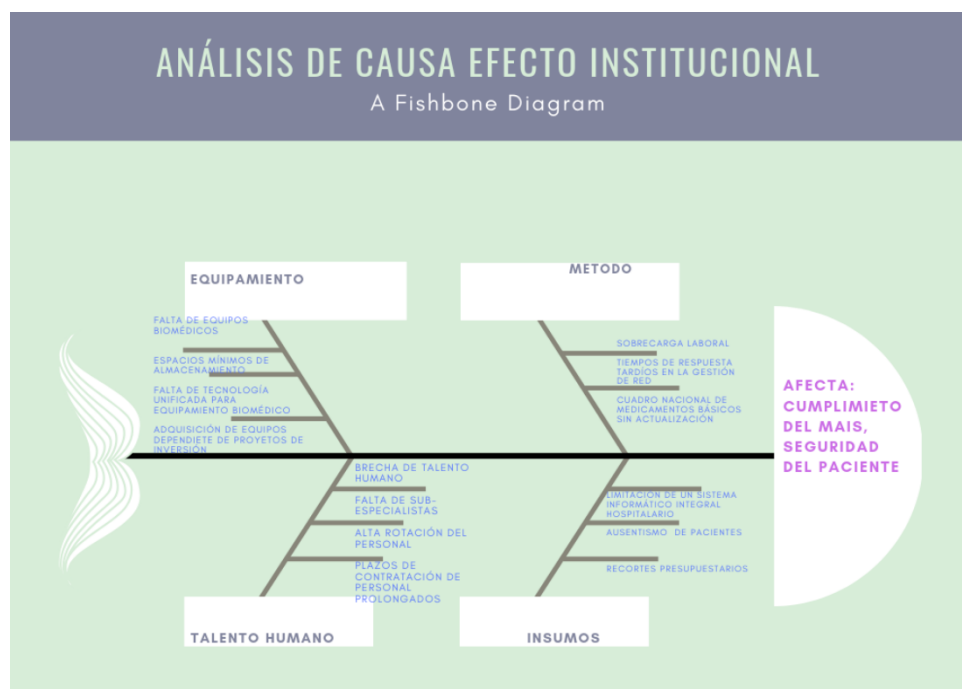 ANÁLISIS DE CAUSA EFECTO INSTITUCIONAL
A Fishbone Diagram
EQUIPAMIENTO
FALTA DE EQUIPOS
BIOMÉDICOS
ESPACIOS MÍNIMOS DE
ALMACENAMIENTO
FALTA DE TECNOLOGÍA
UNIFICADA PARA
EQUIPAMIENTO BIOMÉDICO
ADQUISICIÓN DE EQUIPOS
DEPENDIETE DE PROYETOS DE
INVERSIÓN
METODO
SOBRECARGA LABORAL
TIEMPOS DE RESPUESTA
TARDÍOS EN LA GESTIÓN
DE RED
CUADRO NACIONAL DE
MEDICAMENTOS BÁSICOS
SIN ACTUALIZACIÓN
AFECTA:
CUMPLIMIETO
DEL MAIS,
SEGURIDAD
DEL PACIENTE
BRECHA DE TALENTO
HUMANO
FALTA DE SUB-
ESPECIALISTAS
ALTA ROTACIÓN DEL
PERSONAL
PLAZOS DE
CONTRATACIÓN DE
PERSONAL
PROLONGADOS
TALENTO HUMANO
LIMITACIÓN DE UN SISTEMA
INFORMÁTICO INTEGRAL
HOSPITALARIO
AUSENTISMO DE PACIENTES
RECORTES PRESUPUESTARIOS
INSUMOS